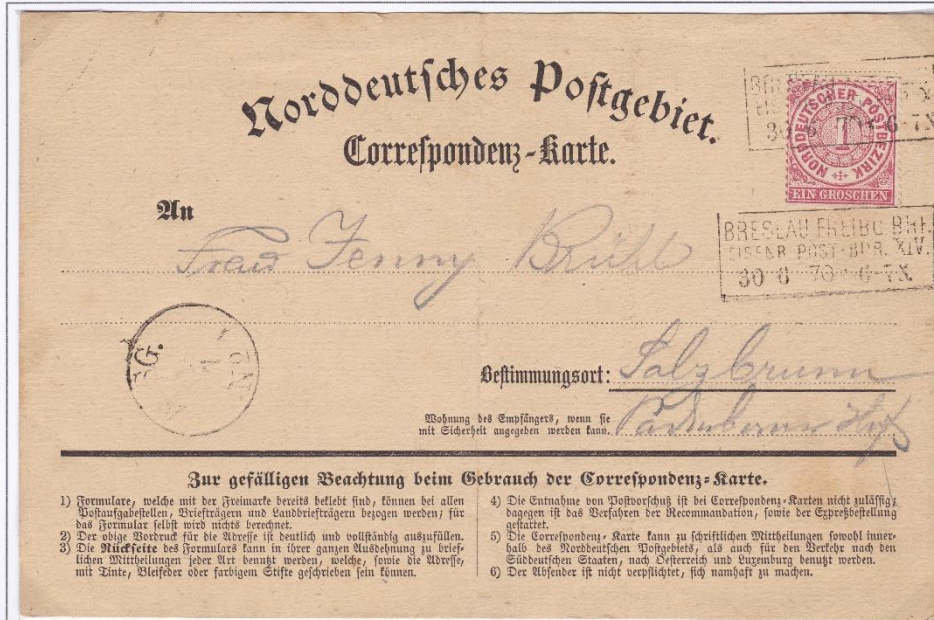 Norddeutsches Postgebiet.
Correspondenz-Karte.
NORDDEUTSCHER POSTBEZIRK
1
EIN GROSCHEN
An
Frau Jenny Brühl
BRESLAU FREIBG. BHF.
EISENB. POST-BUR. XIV.
30 6 70 6-7N.
Bestimmungsort: Salzbrunn
Wohnung des Empfängers, wenn sie
mit Sicherheit angegeben werden kann. Hof
Zur gefälligen Beachtung beim Gebrauch der Correspondenz-Karte.
1) Formulare, welche mit der Freimarke bereits beklebt sind, können bei allen
Postaufgabestellen, Briefträgern und Landbriefträgern bezogen werden; für
das Formular selbst wird nichts berechnet.
2) Der obige Vordruck für die Adresse ist deutlich und vollständig auszufüllen.
3) Die Rückseite des Formulars kann in ihrer ganzen Ausdehnung zu brief-
lichen Mittheilungen jeder Art benutzt werden, welche, sowie die Adresse,
mit Tinte, Bleifeder oder farbigem Stifte geschrieben sein können.
4) Die Entnahme von Postvorschuß ist bei Correspondenz-Karten nicht zulässig;
dagegen ist das Verfahren der Recommandation, sowie der Expreßbestellung
gestattet.
5) Die Correspondenz-Karte kann zu schriftlichen Mittheilungen sowohl inner-
halb des Norddeutschen Postgebiets, als auch für den Verkehr nach den
Süddeutschen Staaten, nach Oesterreich und Luxemburg benutzt werden.
6) Der Absender ist nicht verpflichtet, sich namhaft zu machen.